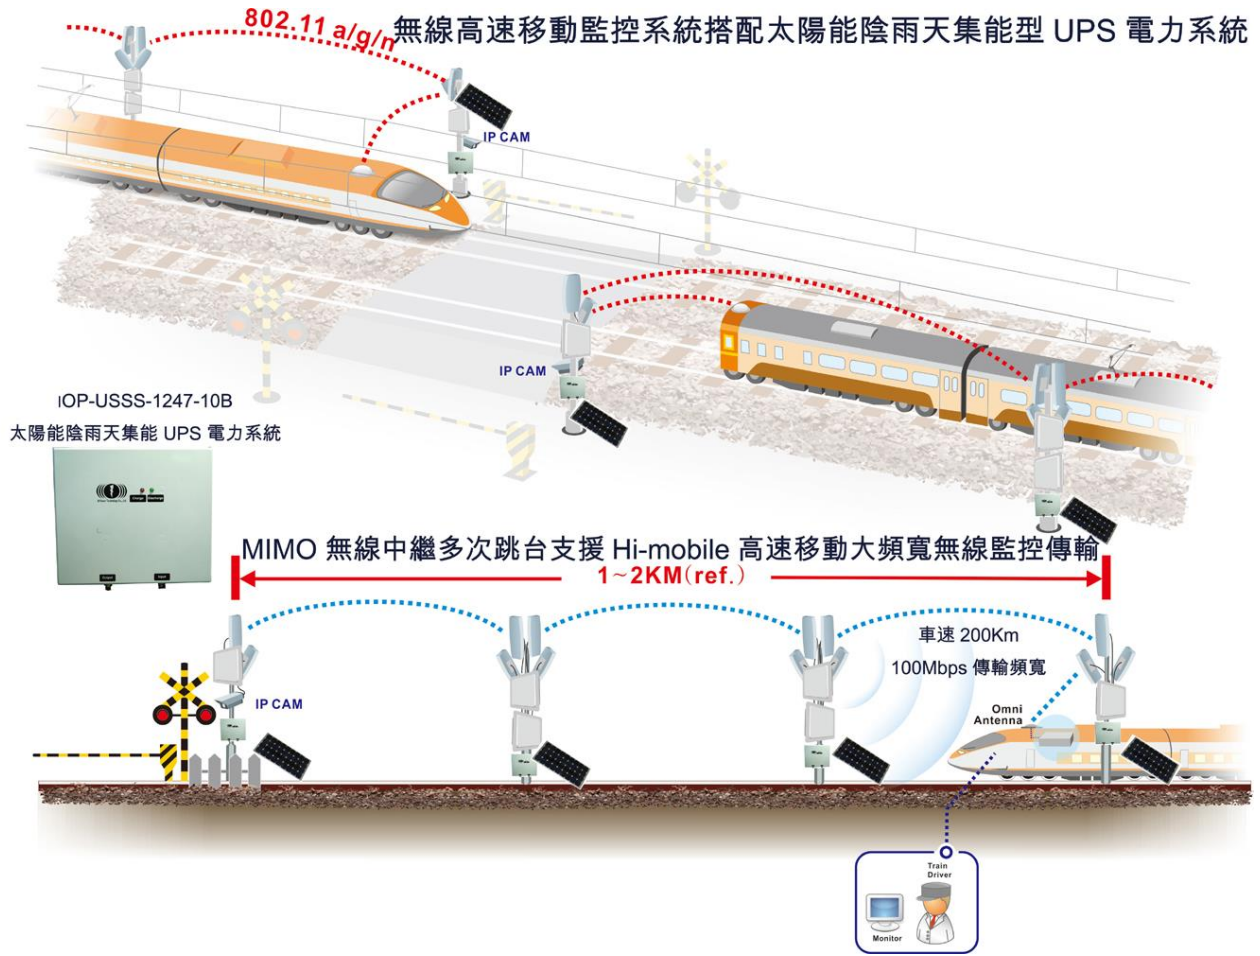 802.11 a/g/n
無線高速移動監控系統搭配太陽能陰雨天集能型 UPS 電力系統
IP CAM
IP CAM
IOP-USSS-1247-10B
太陽能陰雨天集能 UPS 電力系統
MIMO 無線中繼多次跳台支援 Hi-mobile 高速移動大頻寬無線監控傳輸
1~2KM(ref.)
車速 200Km
100Mbps 傳輸頻寬
IP CAM
Omni
Antenna
Train
Driver
Monitor